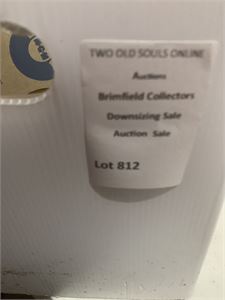 TWO OLD SOULS ONLINE
Auctions
Brimfield Collectors
Downsizing Sale
Auction Sale
Lot 812